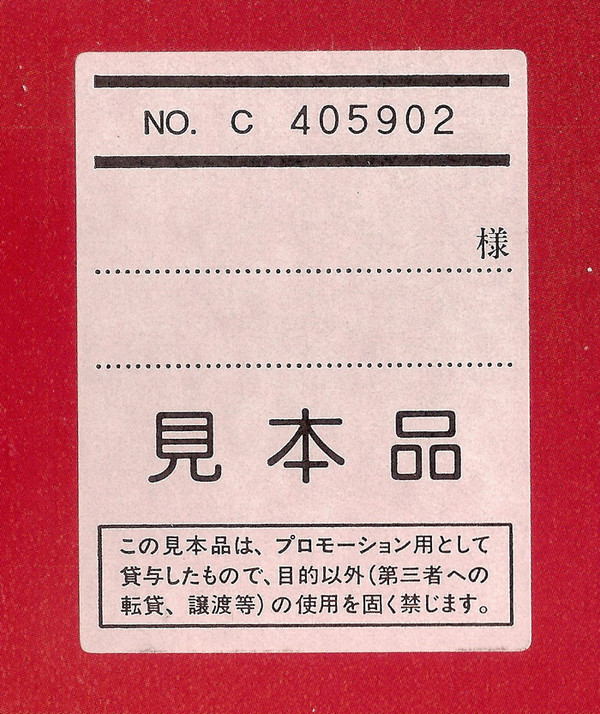 NO. C 405902
様
見本品
この見本品は、プロモーション用として
貸与したもので、目的以外(第三者への
転貸、譲渡等)の使用を固く禁じます。